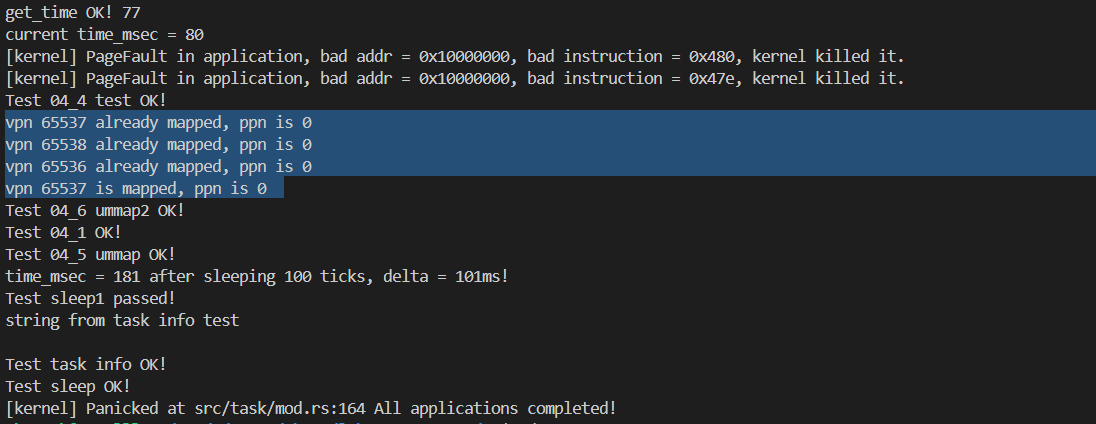 get_time OK! 77
current time_msec = 80
[kernel] PageFault in application, bad addr = 0x10000000, bad instruction = 0x480, kernel killed it.
[kernel] PageFault in application, bad addr = 0x10000000, bad instruction = 0x47e, kernel killed it.
Test 04_4 test OK!
vpn 65537 already mapped, ppn is 0
vpn 65538 already mapped, ppn is 0
vpn 65536 already mapped, ppn is 0
vpn 65537 is mapped, ppn is 0
Test 04_6 ummap2 OK!
Test 04_1 OK!
Test 04_5 ummap OK!
time_msec = 181 after sleeping 100 ticks, delta = 101ms!
Test sleep1 passed!
string from task info test
Test task info OK!
Test sleep OK!
[kernel] Panicked at src/task/mod.rs:164 All applications completed!